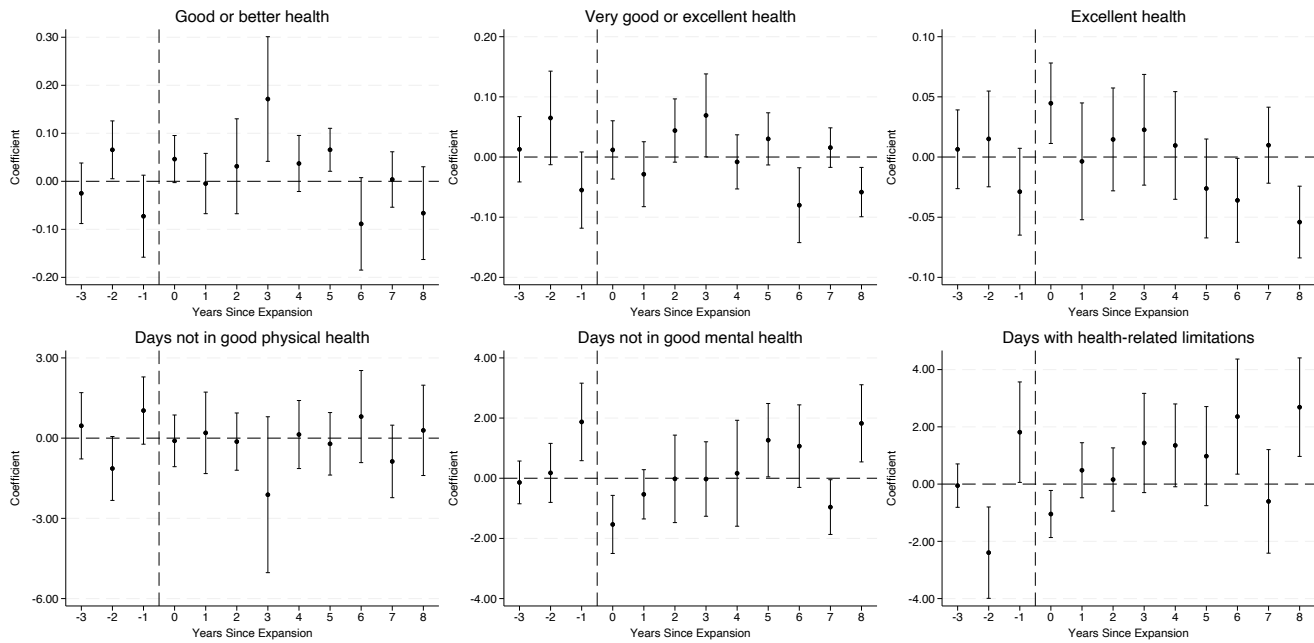 Good or better health
0.30
0.20
0.10
0.00
-0.10
-0.20
Coefficient
-3 -2 -1 0 1 2 3 4 5 6 7 8
Years Since Expansion
Very good or excellent health
0.20
0.10
0.00
-0.10
-0.20
Coefficient
-3 -2 -1 0 1 2 3 4 5 6 7 8
Years Since Expansion
Excellent health
0.10
0.05
0.00
-0.05
-0.10
Coefficient
-3 -2 -1 0 1 2 3 4 5 6 7 8
Years Since Expansion
Days not in good physical health
3.00
0.00
-3.00
-6.00
Coefficient
-3 -2 -1 0 1 2 3 4 5 6 7 8
Years Since Expansion
Days not in good mental health
4.00
2.00
0.00
-2.00
-4.00
Coefficient
-3 -2 -1 0 1 2 3 4 5 6 7 8
Years Since Expansion
Days with health-related limitations
4.00
2.00
0.00
-2.00
-4.00
Coefficient
-3 -2 -1 0 1 2 3 4 5 6 7 8
Years Since Expansion